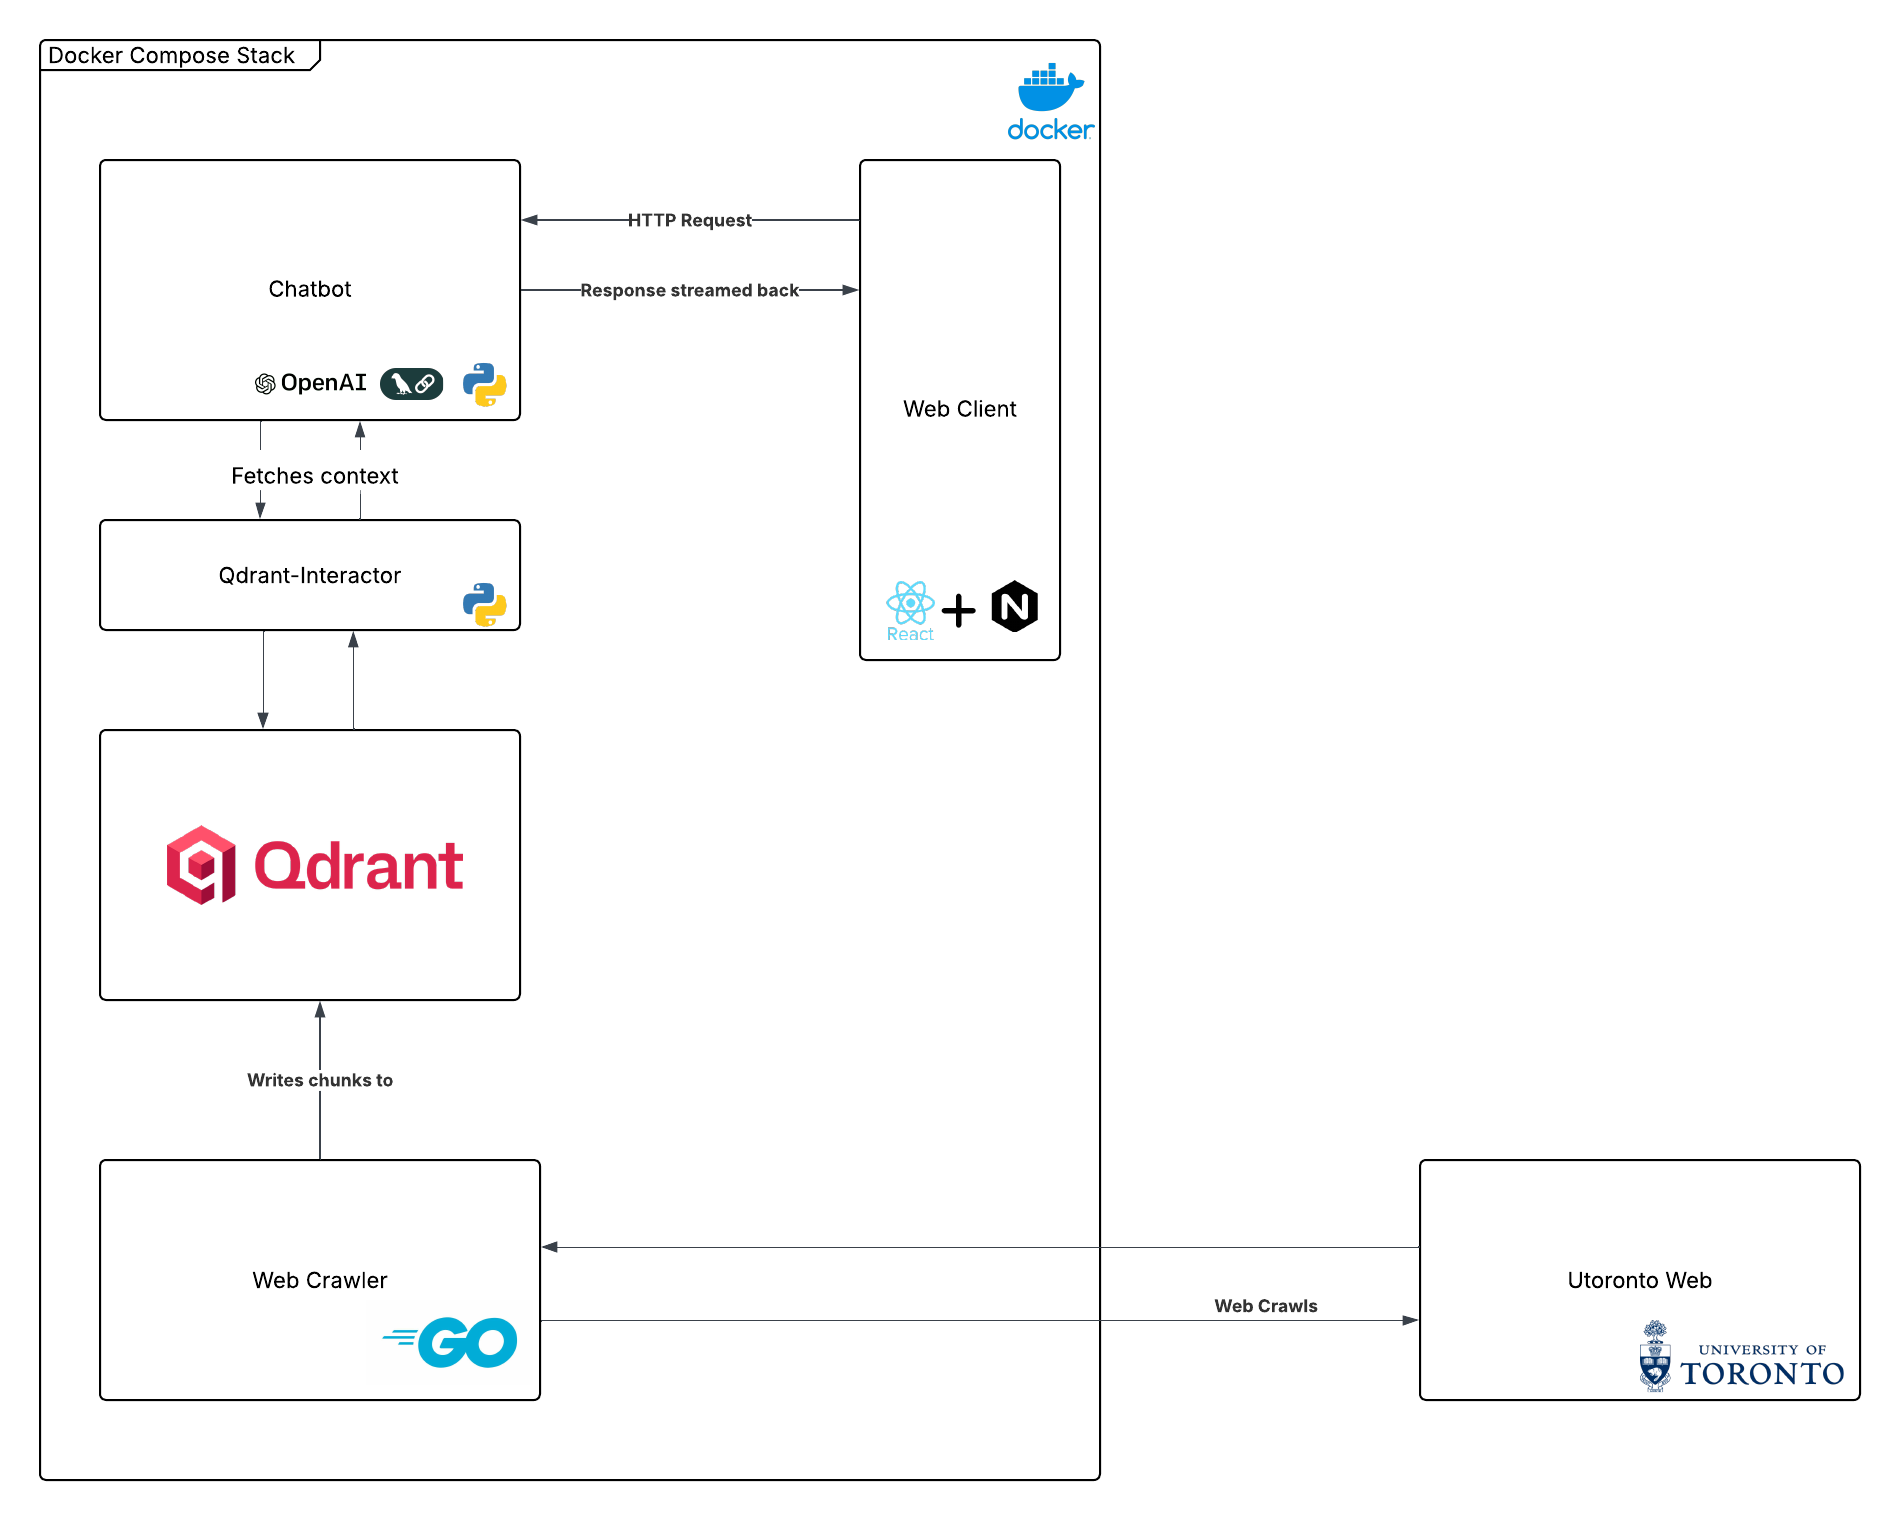 Docker Compose Stack
docker
HTTP Request
Response streamed back
Chatbot
OpenAI
Web Client
React
N
Fetches context
Qdrant-Interactor
Qdrant
Writes chunks to
Web Crawler
GO
Web Crawls
Utoronto Web
UNIVERSITY OF
TORONTO